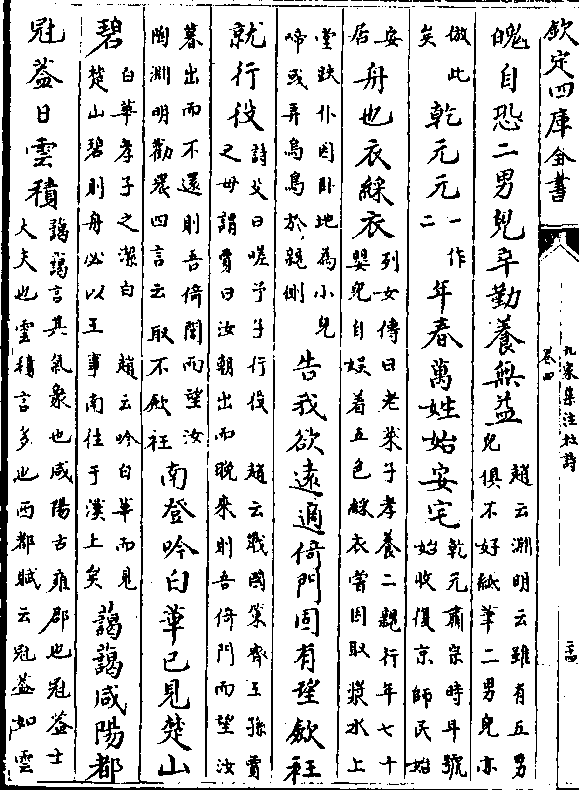 欽定四庫全書
九家集注杜詩
卷四
媿自恐二男兒辛勤養無益
趙云淵明云雖有五男
兒俱不好紙筆二男兒亦
倣此
矣
乾元元
一作
二
年春萬姓始安宅
乾元肅宗時年號
始收復京師民始
安
居
舟也衣綵衣
列女傳曰老萊子孝養二親行年七十
嬰兒自娛着五色綵衣嘗因取漿水上
堂跌仆因卧地為小兒
啼或弄烏鳥於親側
告我欲遠適倚門固有望斂衽
就行役
詩父曰嗟予子行役 趙云戰國策齊王孫賈
之母謂賈曰汝朝出而晚來則吾倚門而望汝
暮出而不還則吾倚閭而望汝
陶淵明勸農四言云敢不斂衽
南登吟白華已見楚山
碧
白華孝子之潔白 趙云吟白華而見
楚山碧則舟必以王事南往于漢上矣
藹藹咸陽都
冠蓋日雲積
藹藹言其氣象也咸陽古雍郡也冠蓋士
大夫也雲積言多也西都賦云冠蓋如雲